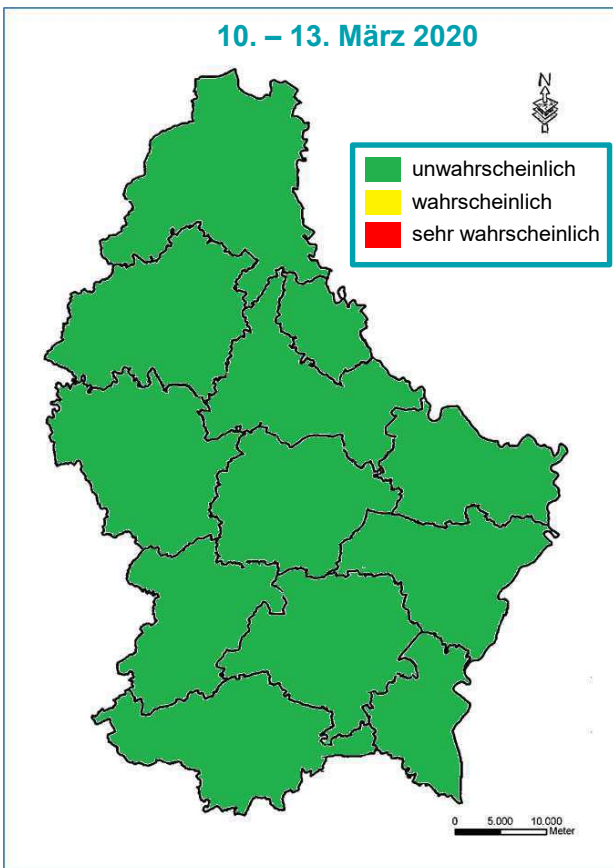 10. – 13. März 2020
N
unwahrscheinlich
wahrscheinlich
sehr wahrscheinlich
0 5.000 10.000
Meter